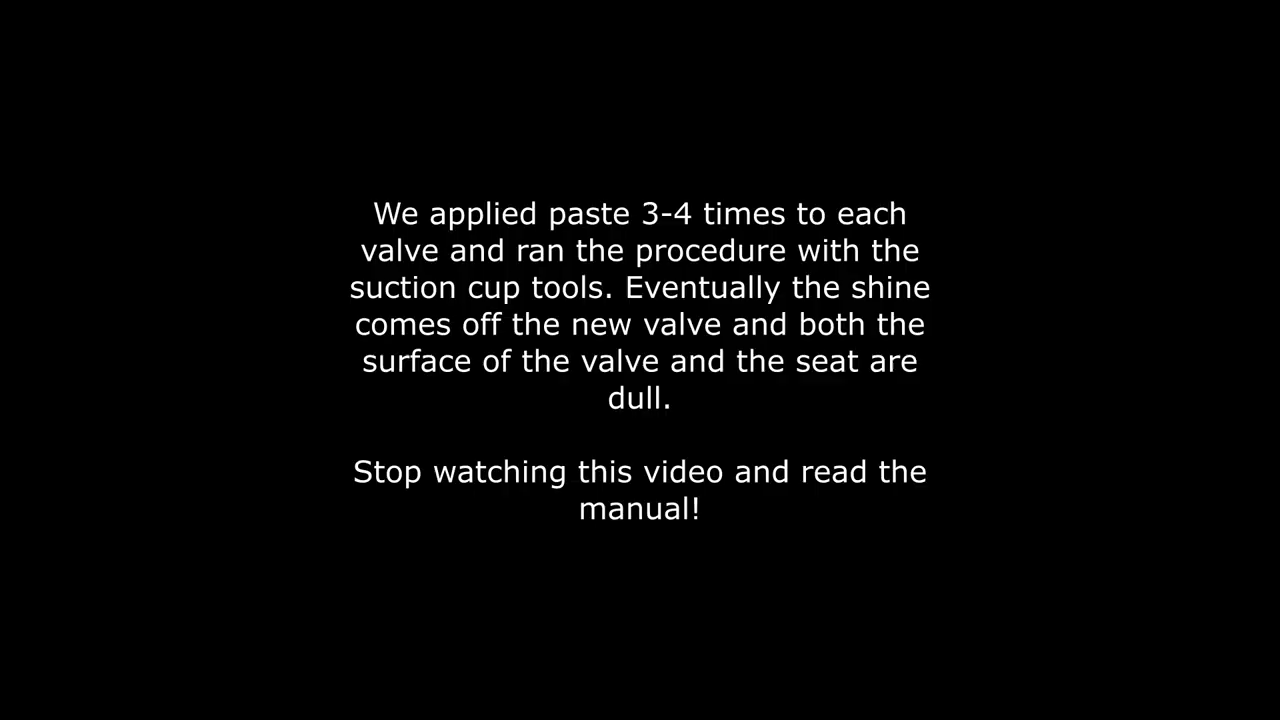 We applied paste 3-4 times to each
valve and ran the procedure with the
suction cup tools. Eventually the shine
comes off the new valve and both the
surface of the valve and the seat are
dull.
Stop watching this video and read the
manual!